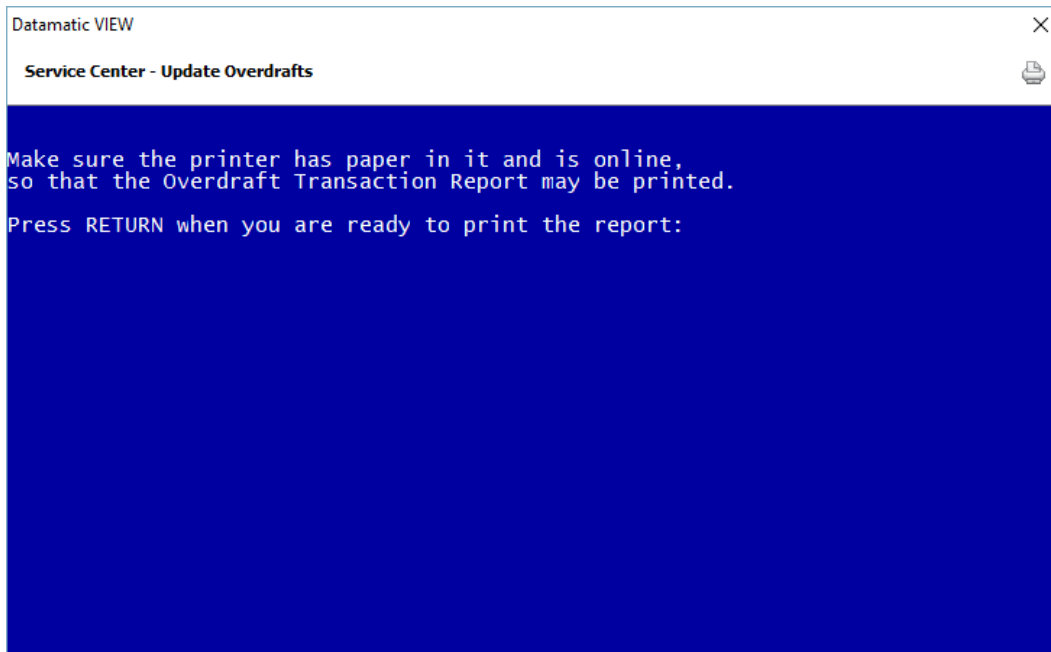 Datamatic VIEW
Service Center - Update Overdrafts
Make sure the printer has paper in it and is online,
so that the Overdraft Transaction Report may be printed.
Press RETURN when you are ready to print the report: